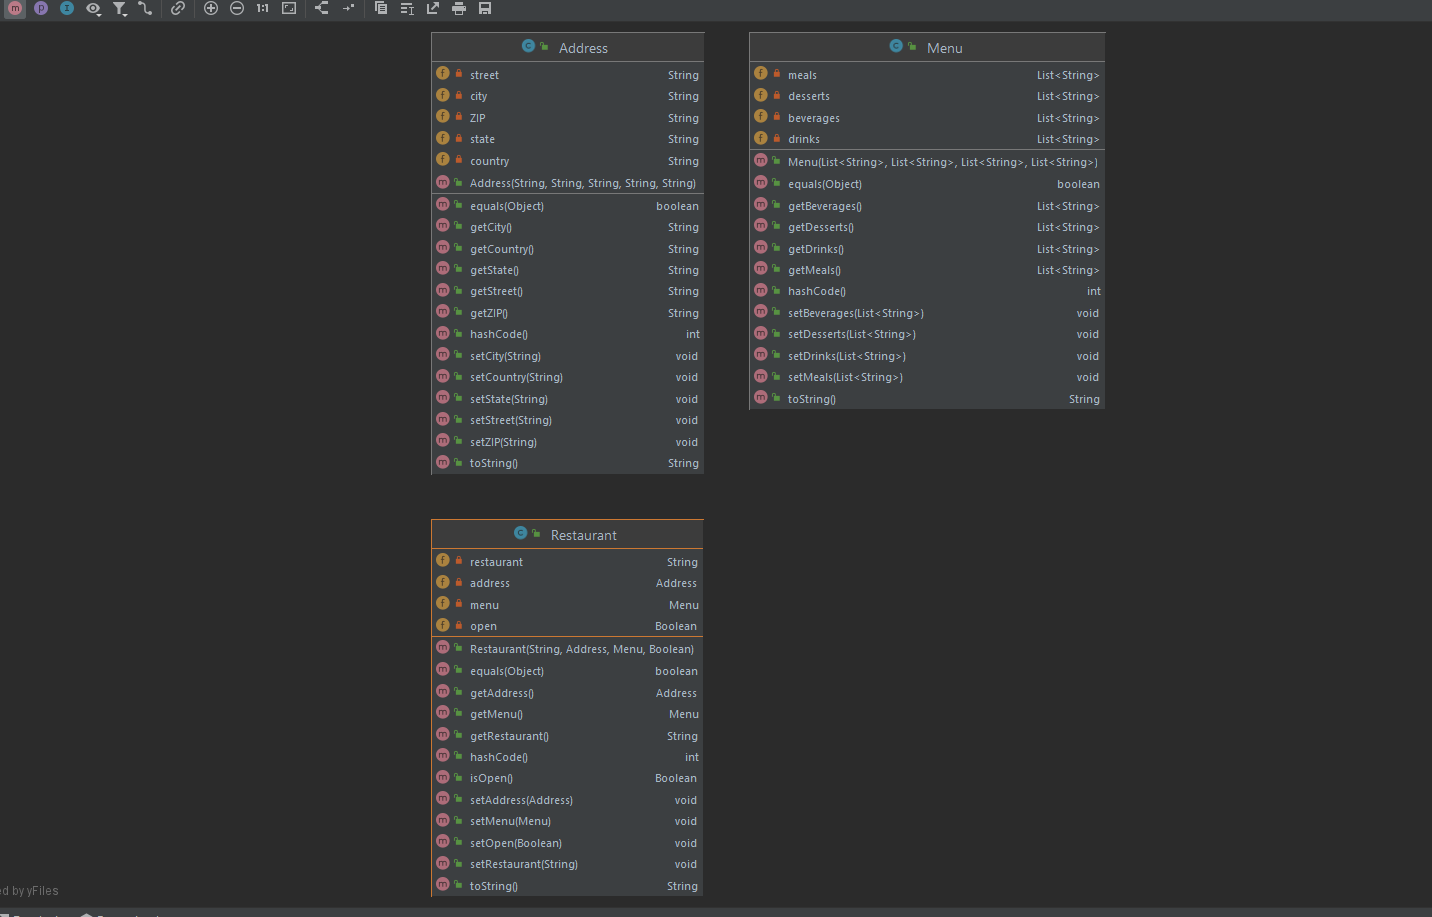 m p I 1:1
Address
street String
city String
ZIP String
state String
country String
Address(String, String, String, String, String)
equals(Object) boolean
getCity() String
getCountry() String
getState() String
getStreet() String
getZIP() String
hashCode() int
setCity(String) void
setCountry(String) void
setState(String) void
setStreet(String) void
setZIP(String) void
toString() String
Menu
meals List<String>
desserts List<String>
beverages List<String>
drinks List<String>
Menu(List<String>, List<String>, List<String>, List<String>)
equals(Object) boolean
getBeverages() List<String>
getDesserts() List<String>
getDrinks() List<String>
getMeals() List<String>
hashCode() int
setBeverages(List<String>) void
setDesserts(List<String>) void
setDrinks(List<String>) void
setMeals(List<String>) void
toString() String
Restaurant
restaurant String
address Address
menu Menu
open Boolean
Restaurant(String, Address, Menu, Boolean)
equals(Object) boolean
getAddress() Address
getMenu() Menu
getRestaurant() String
hashCode() int
isOpen() Boolean
setAddress(Address) void
setMenu(Menu) void
setOpen(Boolean) void
setRestaurant(String) void
toString() String
ed by yFiles